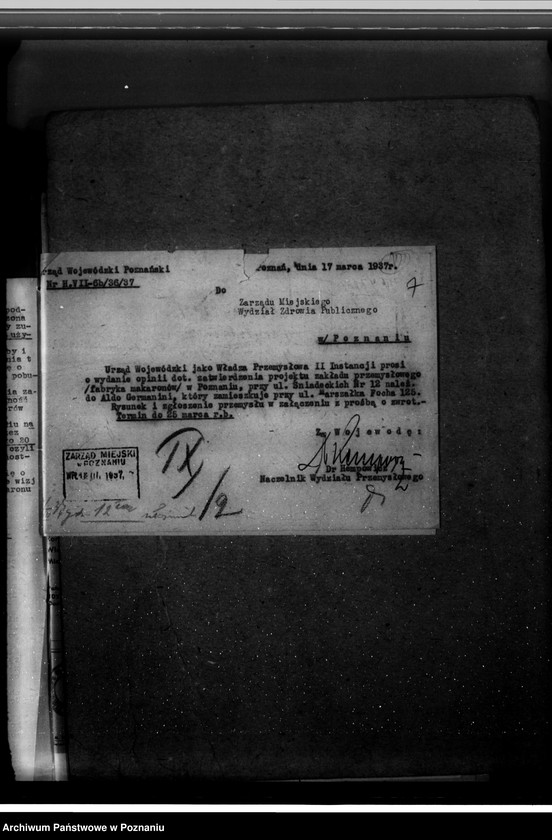 rząd Wojewódzki Poznański
oznań, dnia 17 marca 1937r.
Nr H.VII-6b/36/37
7
Do
Zarządu Miejskiego
Wydział Zdrowia Publicznego
w/Poznaniu
Urząd Wojewódzki jako Władza Przemysłowa II Instancji prosi
o wydanie opinii dot. zatwierdzenia projektu zakładu przemysłowego
/fabryka makaronów/ w Poznaniu, przy ul. Śniadeckich Nr 12 należ.
do Aldo Germanini, który zamieszkuje przy ul. Marszałka Focha 125.
Rysunek i zgłoszenie przemysłu w załączeniu z prośbą o zwrot.-
Termin do 25 marca r.b.
Za Wojewodę:
Naczelnik Wydziału Przemysłowego
ZARZĄD MIEJSKI
w POZNANIU
III. 1937
IX
/2
Archiwum Państwowe w Poznaniu